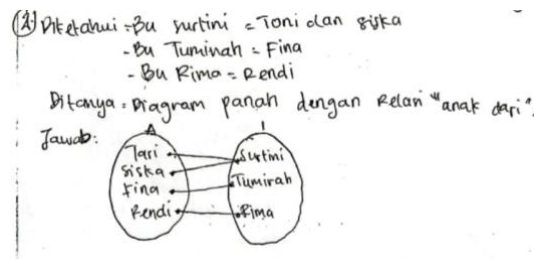 2. Diketahui : - Bu Surtini = Toni dan Siska
- Bu Tuminah = Fina
- Bu Rima = Rendi
Ditanya : Diagram panah dengan Relasi "anak dari".
Jawab :
A I
Tari Surtini
Siska Tumirah
Fina Rima
Rendi